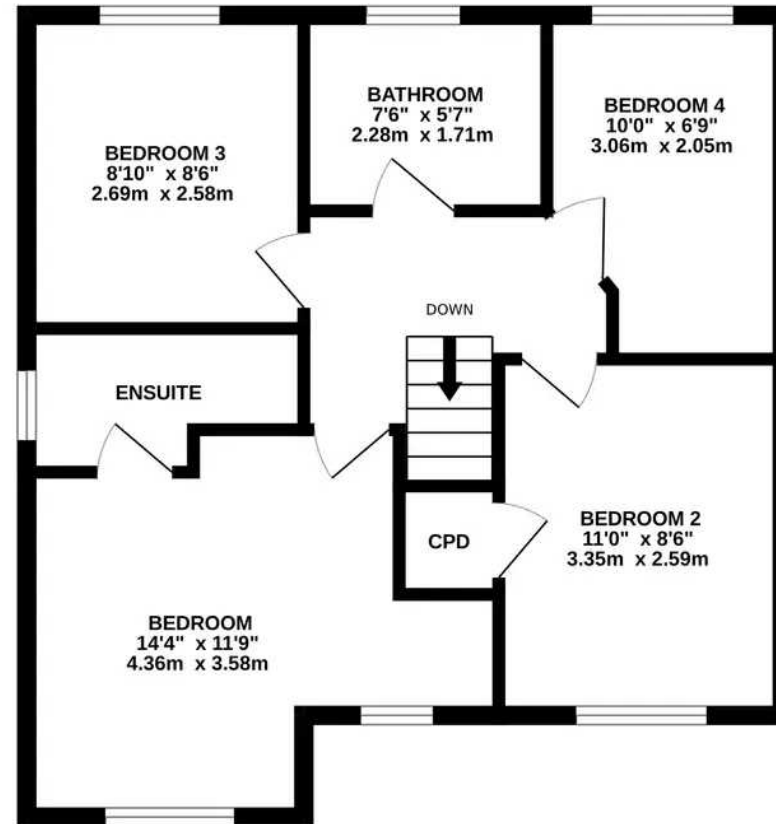 BATHROOM
7'6" x 5'7"
2.28m x 1.71m
BEDROOM 4
10'0" x 6'9"
3.06m x 2.05m
BEDROOM 3
8'10" x 8'6"
2.69m x 2.58m
DOWN
ENSUITE
CPD
BEDROOM 2
11'0" x 8'6"
3.35m x 2.59m
BEDROOM
14'4" x 11'9"
4.36m x 3.58m